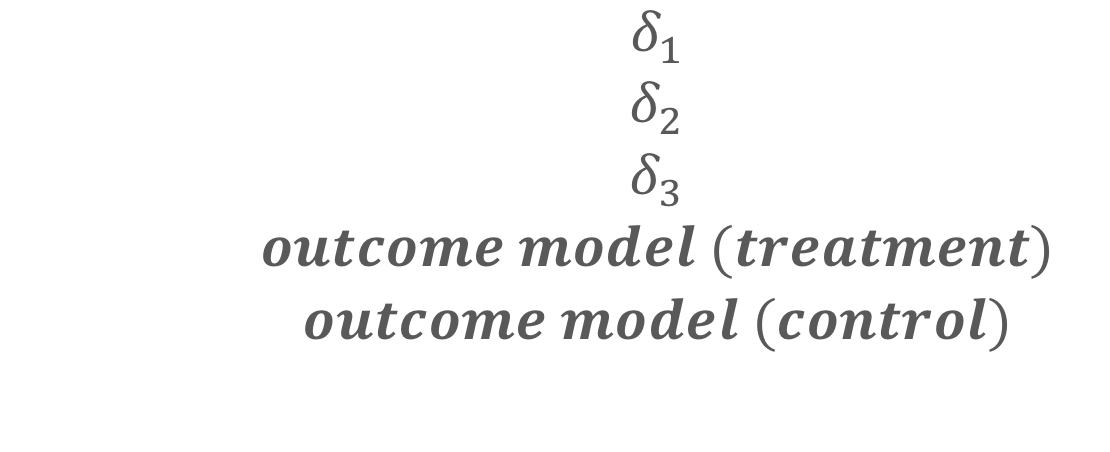 δ₁
δ₂
δ₃
outcome model (treatment)
outcome model (control)